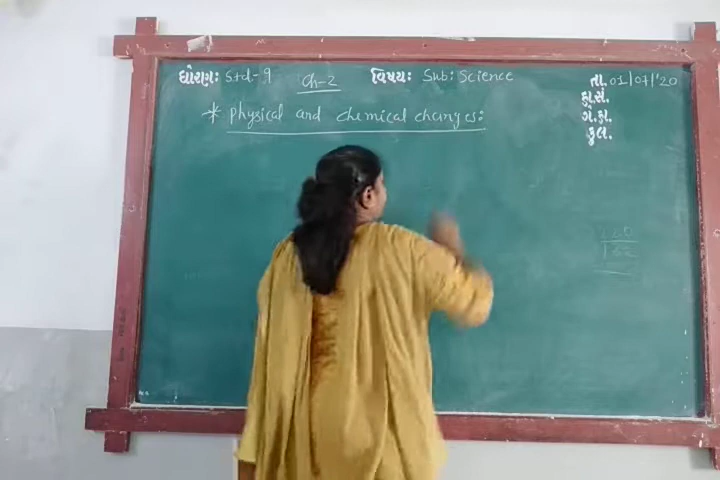 ધોરણ: Std-9 Ch-2 વિષય: Sub: Science તા. 01/07/'20
ક્રા.સં.
ગે.હા.
કુલ.
* Physical and chemical changes: